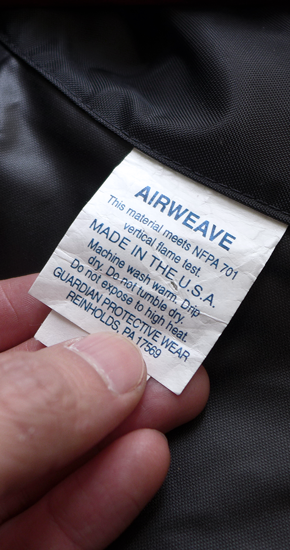 AIRWEAVE
This material meets NFPA 701
vertical flame test.
MADE IN THE U.S.A.
Machine wash warm. Drip
dry. Do not tumble dry.
Do not expose to high heat.
GUARDIAN PROTECTIVE WEAR
REINHOLDS, PA 17569